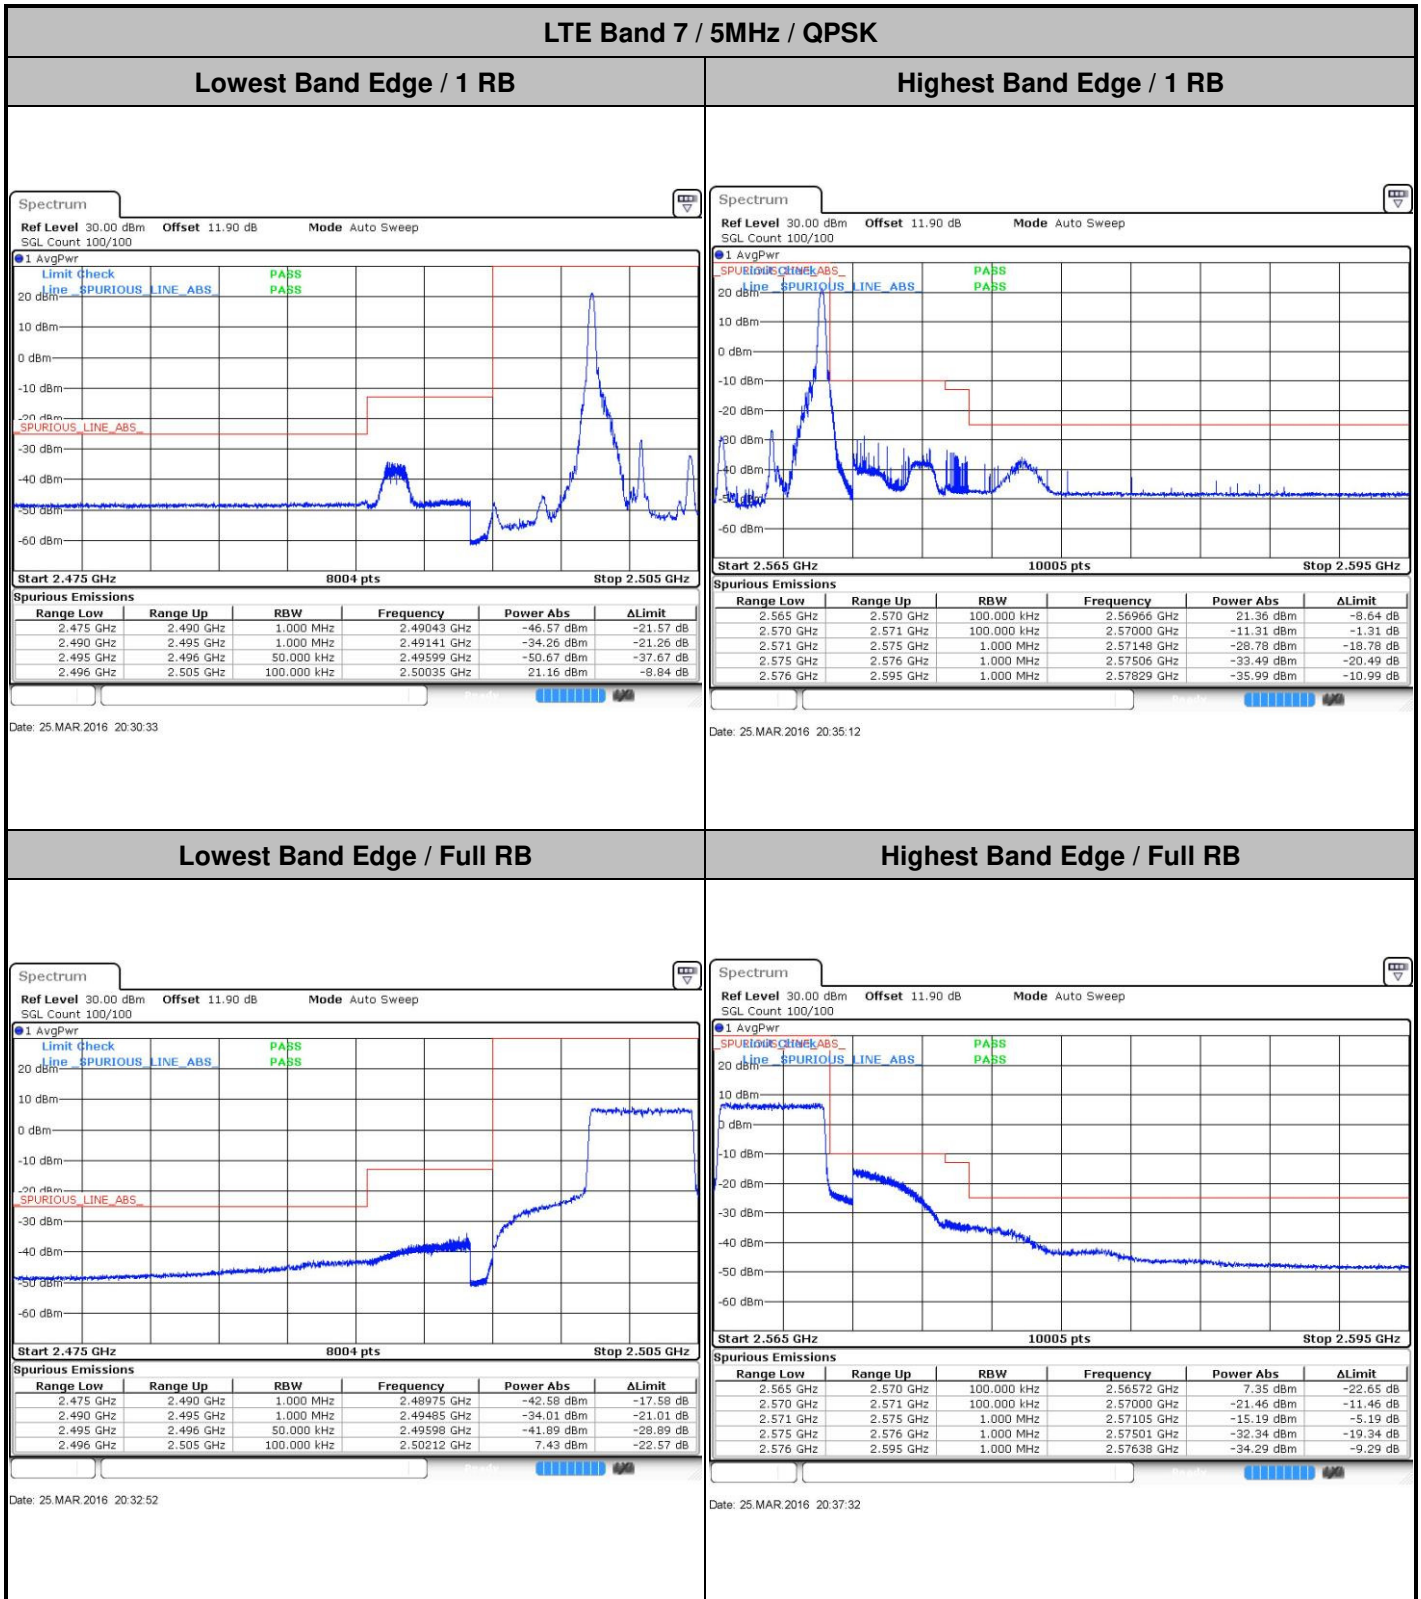 LTE Band 7 / 5MHz / QPSK
Lowest Band Edge / 1 RB
Highest Band Edge / 1 RB
Spectrum
Ref Level 30.00 dBm Offset 11.90 dB Mode Auto Sweep
SGL Count 100/100
1 AvgPwr
Limit Check PASS
Line _SPURIOUS_LINE_ABS_ PASS
20 dBm
10 dBm
0 dBm
-10 dBm
-20 dBm
_SPURIOUS_LINE_ABS_
-30 dBm
-40 dBm
-50 dBm
-60 dBm
Start 2.475 GHz 8004 pts Stop 2.505 GHz
Spurious Emissions
Range Low Range Up RBW Frequency Power Abs ΔLimit
2.475 GHz 2.490 GHz 1.000 MHz 2.49043 GHz -46.57 dBm -21.57 dB
2.490 GHz 2.495 GHz 1.000 MHz 2.49141 GHz -34.26 dBm -21.26 dB
2.495 GHz 2.496 GHz 50.000 kHz 2.49599 GHz -50.67 dBm -37.67 dB
2.496 GHz 2.505 GHz 100.000 kHz 2.50035 GHz 21.16 dBm -8.84 dB
Date: 25.MAR.2016 20:30:33
Spectrum
Ref Level 30.00 dBm Offset 11.90 dB Mode Auto Sweep
SGL Count 100/100
1 AvgPwr
_SPURIOUS_LINE_ABS_
Limit Check PASS
Line _SPURIOUS_LINE_ABS_ PASS
20 dBm
10 dBm
0 dBm
-10 dBm
-20 dBm
-30 dBm
-40 dBm
-50 dBm
-60 dBm
Start 2.565 GHz 10005 pts Stop 2.595 GHz
Spurious Emissions
Range Low Range Up RBW Frequency Power Abs ΔLimit
2.565 GHz 2.570 GHz 100.000 kHz 2.56966 GHz 21.36 dBm -8.64 dB
2.570 GHz 2.571 GHz 100.000 kHz 2.57000 GHz -11.31 dBm -1.31 dB
2.571 GHz 2.575 GHz 1.000 MHz 2.57148 GHz -28.78 dBm -18.78 dB
2.575 GHz 2.576 GHz 1.000 MHz 2.57506 GHz -33.49 dBm -20.49 dB
2.576 GHz 2.595 GHz 1.000 MHz 2.57829 GHz -35.99 dBm -10.99 dB
Date: 25.MAR.2016 20:35:12
Lowest Band Edge / Full RB
Highest Band Edge / Full RB
Spectrum
Ref Level 30.00 dBm Offset 11.90 dB Mode Auto Sweep
SGL Count 100/100
1 AvgPwr
Limit Check PASS
Line _SPURIOUS_LINE_ABS_ PASS
20 dBm
10 dBm
0 dBm
-10 dBm
-20 dBm
_SPURIOUS_LINE_ABS_
-30 dBm
-40 dBm
-50 dBm
-60 dBm
Start 2.475 GHz 8004 pts Stop 2.505 GHz
Spurious Emissions
Range Low Range Up RBW Frequency Power Abs ΔLimit
2.475 GHz 2.490 GHz 1.000 MHz 2.48975 GHz -42.58 dBm -17.58 dB
2.490 GHz 2.495 GHz 1.000 MHz 2.49485 GHz -34.01 dBm -21.01 dB
2.495 GHz 2.496 GHz 50.000 kHz 2.49598 GHz -41.89 dBm -28.89 dB
2.496 GHz 2.505 GHz 100.000 kHz 2.50212 GHz 7.43 dBm -22.57 dB
Date: 25.MAR.2016 20:32:52
Spectrum
Ref Level 30.00 dBm Offset 11.90 dB Mode Auto Sweep
SGL Count 100/100
1 AvgPwr
_SPURIOUS_LINE_ABS_
Limit Check PASS
Line _SPURIOUS_LINE_ABS_ PASS
20 dBm
10 dBm
0 dBm
-10 dBm
-20 dBm
-30 dBm
-40 dBm
-50 dBm
-60 dBm
Start 2.565 GHz 10005 pts Stop 2.595 GHz
Spurious Emissions
Range Low Range Up RBW Frequency Power Abs ΔLimit
2.565 GHz 2.570 GHz 100.000 kHz 2.56572 GHz 7.35 dBm -22.65 dB
2.570 GHz 2.571 GHz 100.000 kHz 2.57000 GHz -21.46 dBm -11.46 dB
2.571 GHz 2.575 GHz 1.000 MHz 2.57105 GHz -15.19 dBm -5.19 dB
2.575 GHz 2.576 GHz 1.000 MHz 2.57501 GHz -32.34 dBm -19.34 dB
2.576 GHz 2.595 GHz 1.000 MHz 2.57638 GHz -34.29 dBm -9.29 dB
Date: 25.MAR.2016 20:37:32